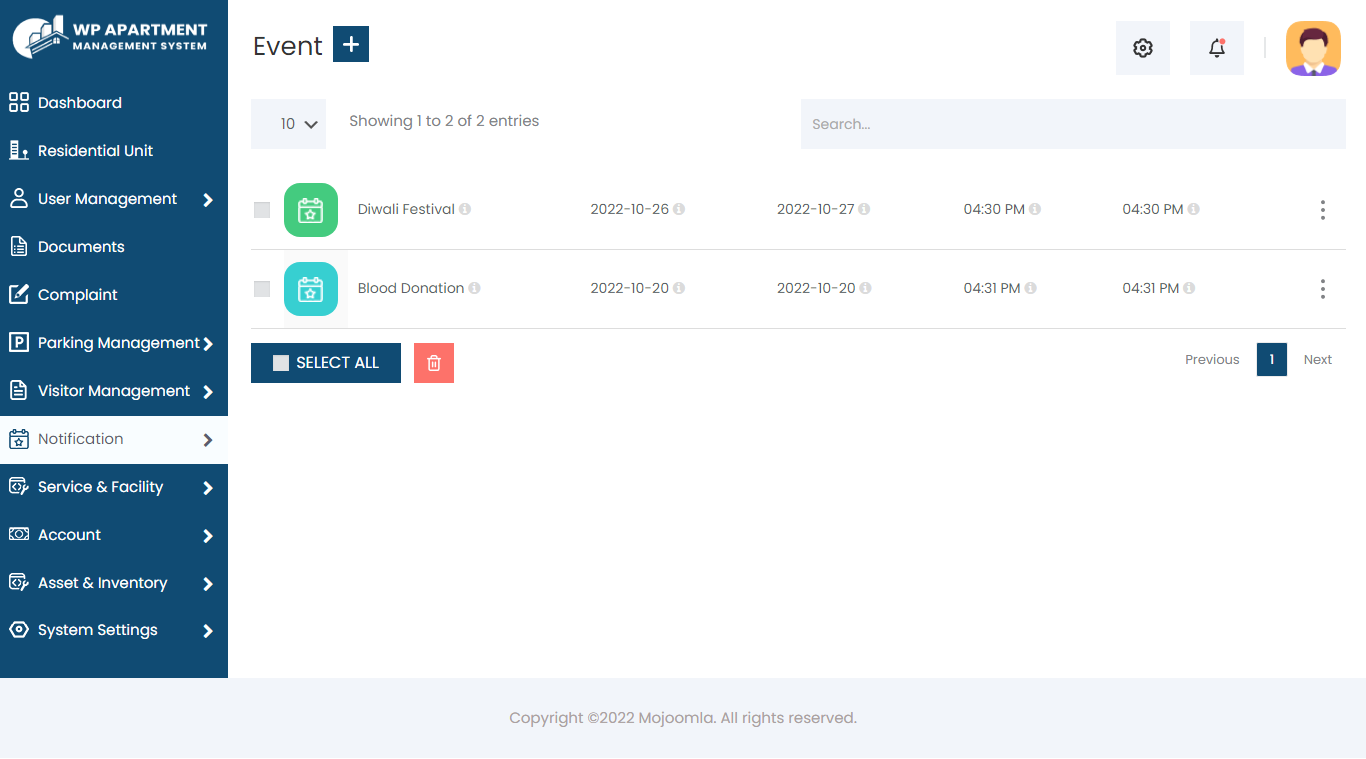 WP APARTMENT
MANAGEMENT SYSTEM
Dashboard
Residential Unit
User Management
Documents
Complaint
Parking Management
Visitor Management
Notification
Service & Facility
Account
Asset & Inventory
System Settings
Event
10
Showing 1 to 2 of 2 entries
Search...
Diwali Festival 2022-10-26 2022-10-27 04:30 PM 04:30 PM
Blood Donation 2022-10-20 2022-10-20 04:31 PM 04:31 PM
SELECT ALL
Previous 1 Next
Copyright ©2022 Mojoomla. All rights reserved.